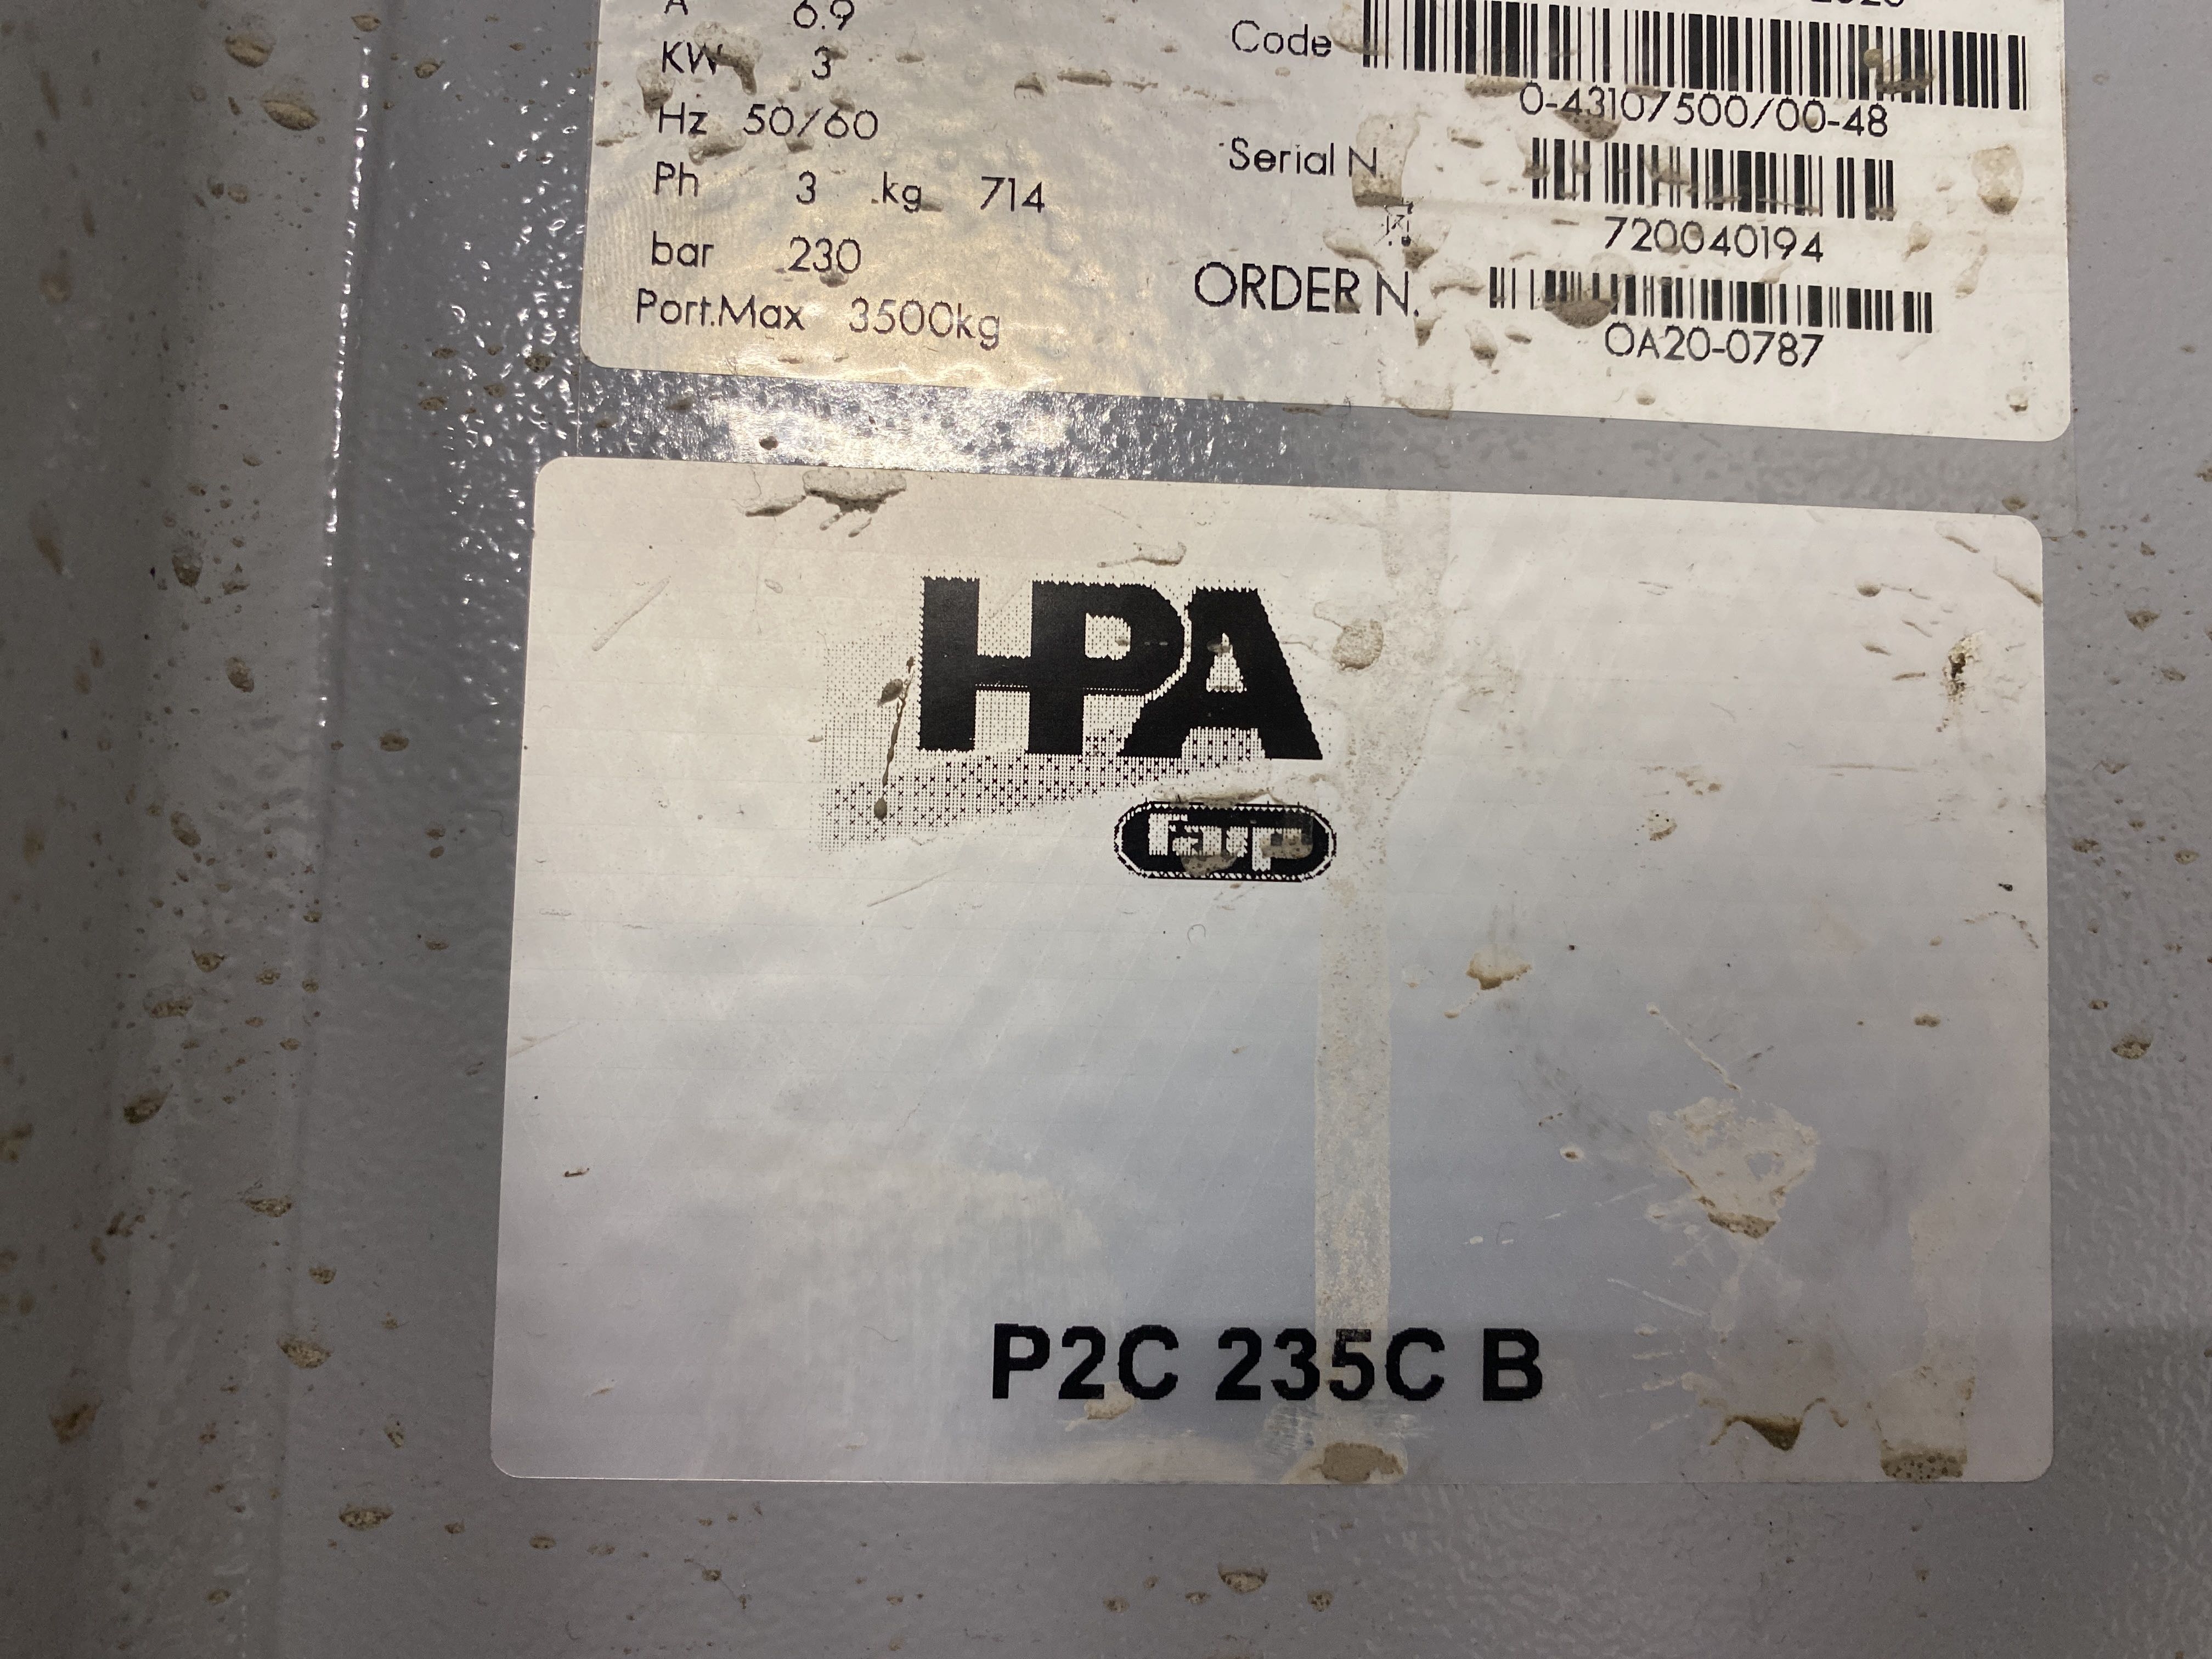 A 6.9
KW 3
Hz 50/60
Ph 3 kg 714
bar 230
Port.Max 3500kg
Code
0-43107500/00-48
Serial N.
720040194
ORDER N.
OA20-0787
HPA
faip
P2C 235C B